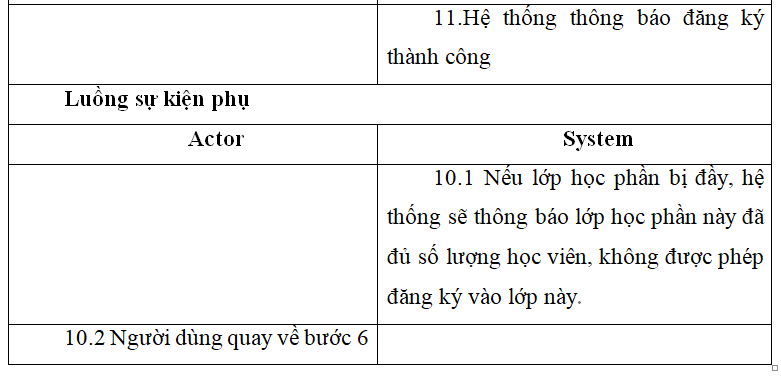 11.Hệ thống thông báo đăng ký
thành công
Luồng sự kiện phụ
Actor
System
10.1 Nếu lớp học phần bị đầy, hệ
thống sẽ thông báo lớp học phần này đã
đủ số lượng học viên, không được phép
đăng ký vào lớp này.
10.2 Người dùng quay về bước 6